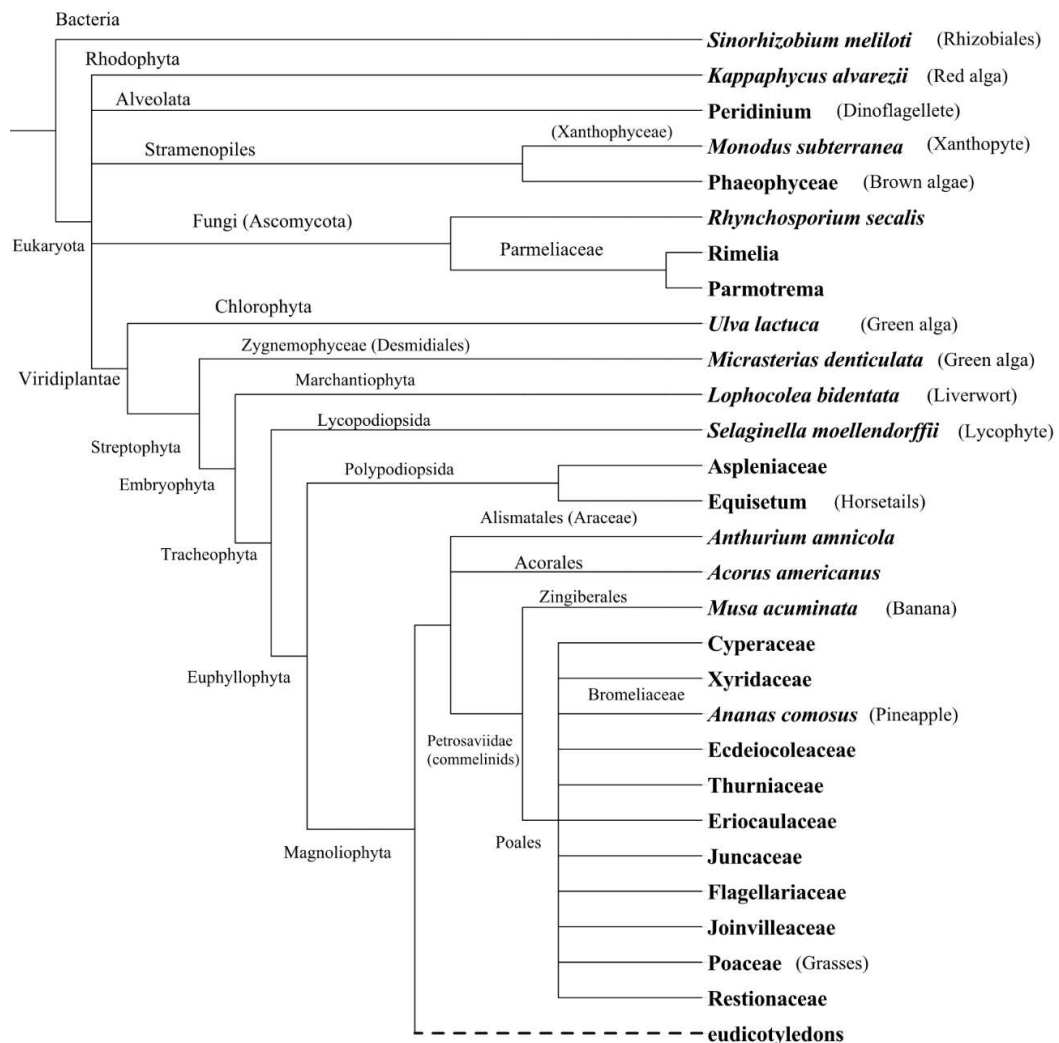 Bacteria
Sinorhizobium meliloti (Rhizobiales)
Rhodophyta
Kappaphycus alvarezii (Red alga)
Alveolata
Peridinium (Dinoflagellete)
(Xanthophyceae)
Stramenopiles
Monodus subterranea (Xanthopyte)
Phaeophyceae (Brown algae)
Fungi (Ascomycota)
Rhynchosporium secalis
Eukaryota
Parmeliaceae
Rimelia
Parmotrema
Chlorophyta
Ulva lactuca (Green alga)
Zygnemophyceae (Desmidiales)
Micrasterias denticulata (Green alga)
Viridiplantae
Marchantiophyta
Lophocolea bidentata (Liverwort)
Lycopodiopsida
Selaginella moellendorffii (Lycophyte)
Streptophyta
Polypodiopsida
Aspleniaceae
Embryophyta
Equisetum (Horsetails)
Alismatales (Araceae)
Anthurium amnicola
Tracheophyta
Acorales
Acorus americanus
Zingiberales
Musa acuminata (Banana)
Cyperaceae
Euphyllophyta
Xyridaceae
Bromeliaceae
Ananas comosus (Pineapple)
Petrosaviidae
(commelinids)
Ecdeiocoleaceae
Thurniaceae
Eriocaulaceae
Poales
Magnoliophyta
Juncaceae
Flagellariaceae
Joinvilleaceae
Poaceae (Grasses)
Restionaceae
eudicotyledons